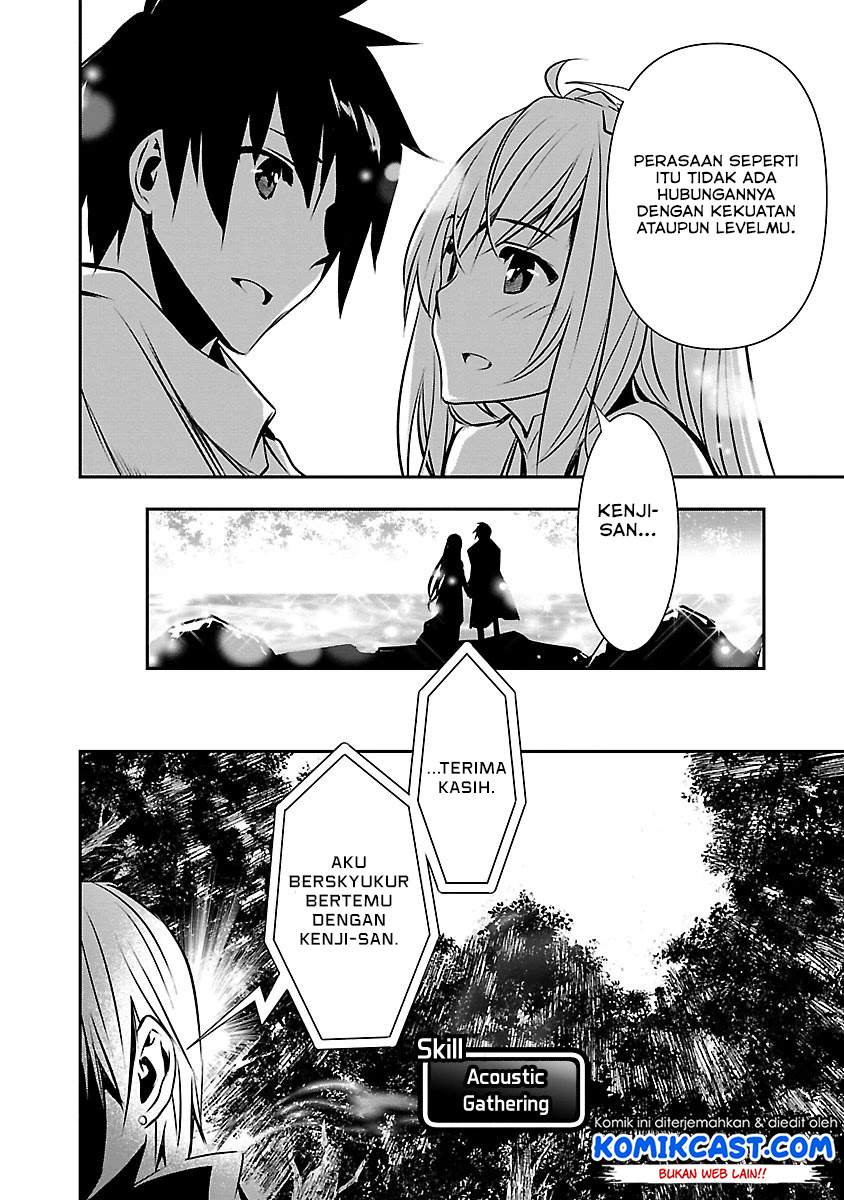 PERASAAN SEPERTI
ITU TIDAK ADA
HUBUNGANNYA
DENGAN KEKUATAN
ATAUPUN LEVELMU.
KENJI-
SAN...
...TERIMA
KASIH.
AKU
BERSKYUKUR
BERTEMU
DENGAN
KENJI-SAN.
Skill
Acoustic
Gathering
Komik ini diterjemahkan & diedit oleh
KOMIKCAST.COM
BUKAN WEB LAIN!!